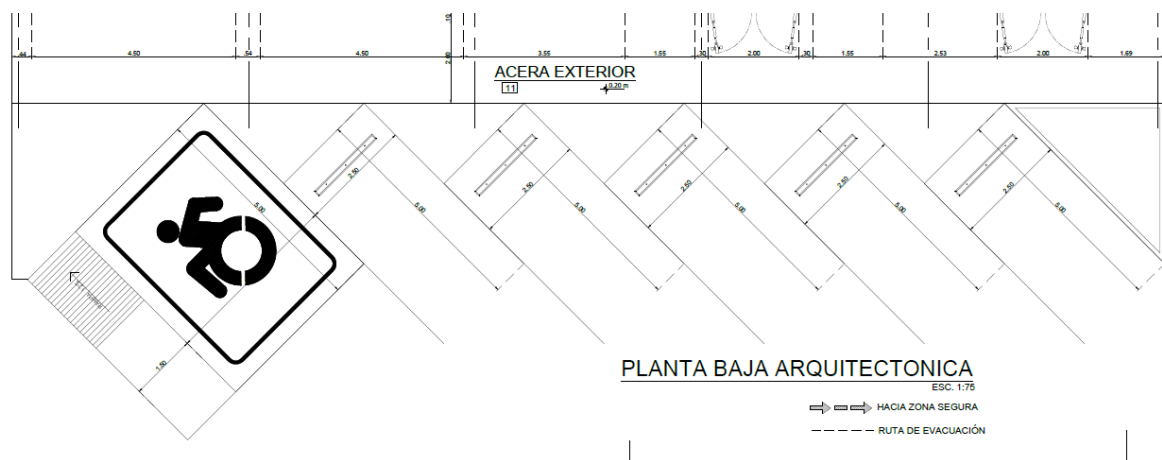 .10
.44 4.50 .54 4.50 3.55 1.55 .30 2.00 .30 1.55 2.53 2.00 1.69
ACERA EXTERIOR
11
+0.20 m
2.50 2.50 2.50 2.50 2.50
5.00 5.00 5.00 5.00 5.00 5.00
1.50
PLANTA BAJA ARQUITECTONICA
ESC. 1:75
HACIA ZONA SEGURA
RUTA DE EVACUACIÓN